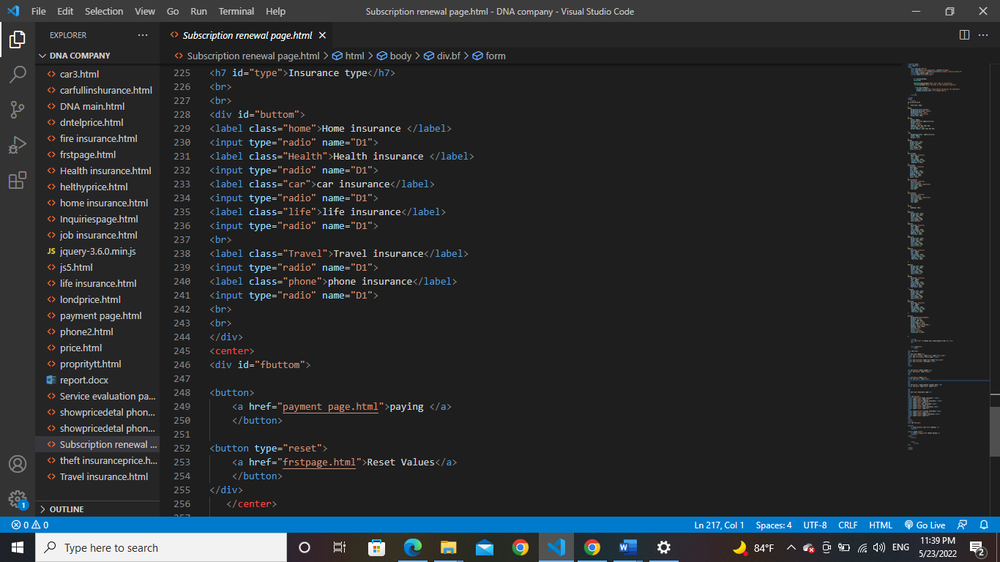 File Edit Selection View Go Run Terminal Help
Subscription renewal page.html - DNA company - Visual Studio Code
EXPLORER
DNA COMPANY
car3.html
carfullinshurance.html
DNA main.html
dntelprice.html
fire insurance.html
frstpage.html
Health insurance.html
helthyprice.html
home insurance.html
Inquiriespage.html
job insurance.html
JS jquery-3.6.0.min.js
js5.html
life insurance.html
londprice.html
payment page.html
phone2.html
price.html
propritytt.html
report.docx
Service evaluation pa...
showpricedetal phon...
showpricedetal phon...
Subscription renewal ...
theft insuranceprice.h...
Travel insurance.html
OUTLINE
Subscription renewal page.html
Subscription renewal page.html > html > body > div.bf > form
225 <h7 id="type">Insurance type</h7>
226 <br>
227 <br>
228 <div id="buttom">
229 <label class="home">Home insurance </label>
230 <input type="radio" name="D1">
231 <label class="Health">Health insurance </label>
232 <input type="radio" name="D1">
233 <label class="car">car insurance</label>
234 <input type="radio" name="D1">
235 <label class="life">life insurance</label>
236 <input type="radio" name="D1">
237 <br>
238 <label class="Travel">Travel insurance</label>
239 <input type="radio" name="D1">
240 <label class="phone">phone insurance</label>
241 <input type="radio" name="D1">
242 <br>
243 <br>
244 </div>
245 <center>
246 <div id="fbuttom">
247
248 <button>
249 <a href="payment page.html">paying </a>
250 </button>
251
252 <button type="reset">
253 <a href="frstpage.html">Reset Values</a>
254 </button>
255 </div>
256 </center>
0 0
Ln 217, Col 1 Spaces: 4 UTF-8 CRLF HTML Go Live
1
Type here to search
84°F
ENG
11:39 PM
5/23/2022
2